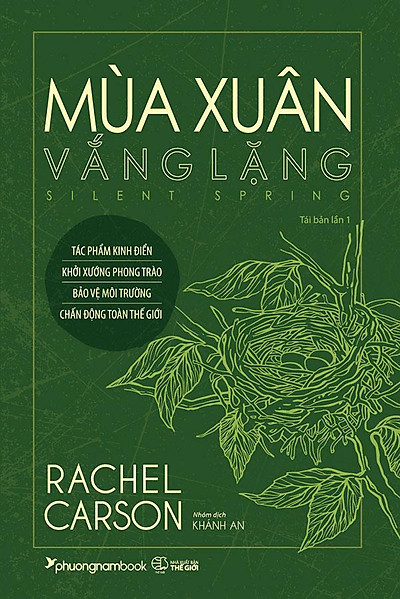 MÙA XUÂN
VẮNG LẶNG
SILENT SPRING
Tái bản lần 1
TÁC PHẨM KINH ĐIỂN
KHỞI XƯỚNG PHONG TRÀO
BẢO VỆ MÔI TRƯỜNG
CHẤN ĐỘNG TOÀN THẾ GIỚI
RACHEL
CARSON
Nhóm dịch
KHÁNH AN
phuongnambook
NHÀ XUẤT BẢN
THẾ GIỚI